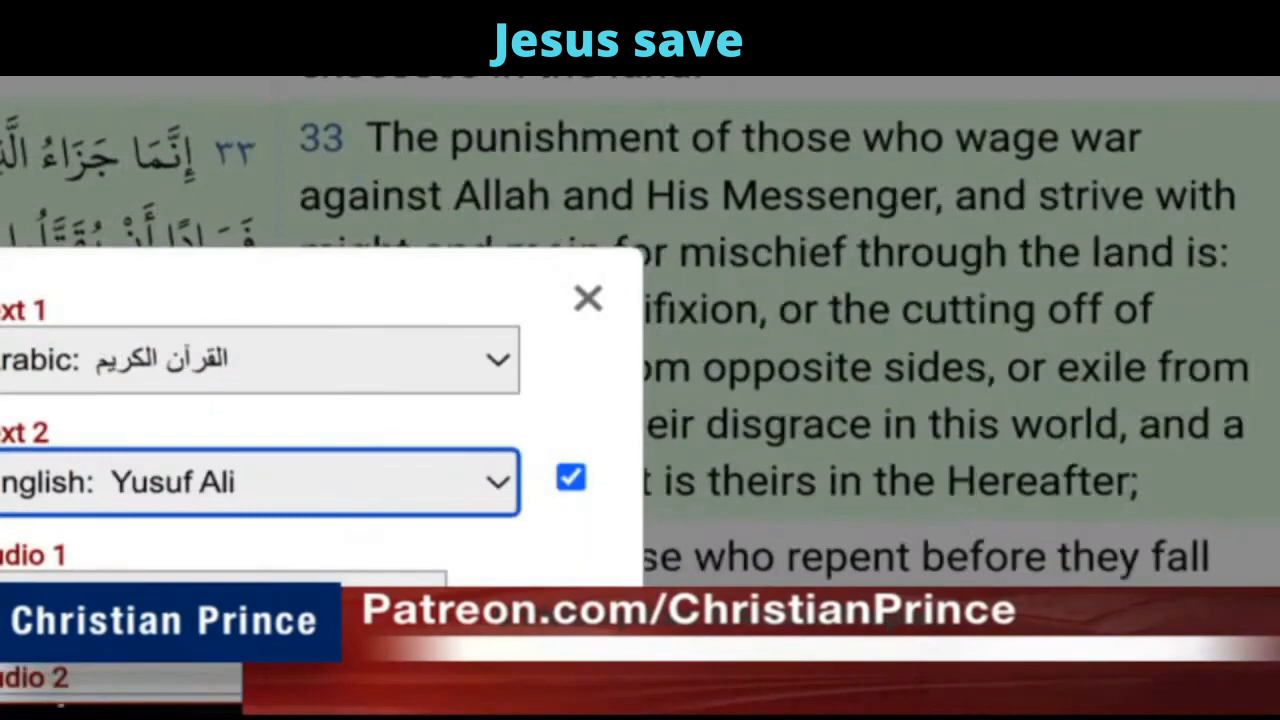 Jesus save
٣٣ إِنَّمَا جَزَاءُ
33 The punishment of those who wage war
against Allah and His Messenger, and strive with
for mischief through the land is:
ifixion, or the cutting off of
om opposite sides, or exile from
eir disgrace in this world, and a
t is theirs in the Hereafter;
se who repent before they fall
ext 1
rabic: القرآن الكريم
ext 2
nglish: Yusuf Ali
udio 1
Christian Prince
Patreon.com/ChristianPrince
udio 2